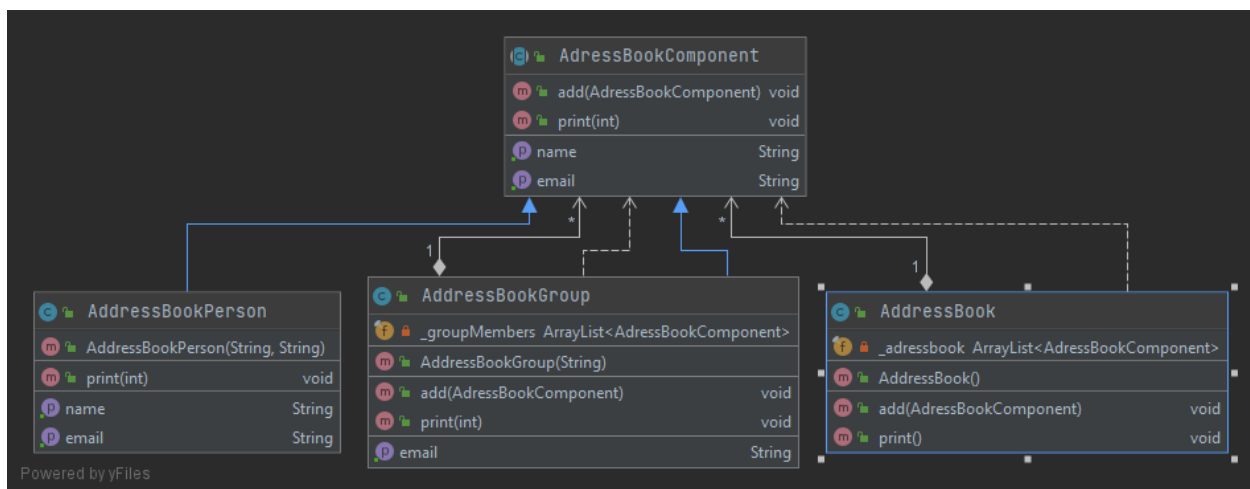 AdressBookComponent
add(AdressBookComponent) void
print(int) void
name String
email String
* *
1 1
AddressBookPerson
AddressBookPerson(String, String)
print(int) void
name String
email String
AddressBookGroup
_groupMembers ArrayList<AdressBookComponent>
AddressBookGroup(String)
add(AdressBookComponent) void
print(int) void
email String
AddressBook
_adressbook ArrayList<AdressBookComponent>
AddressBook()
add(AdressBookComponent) void
print() void
Powered by yFiles